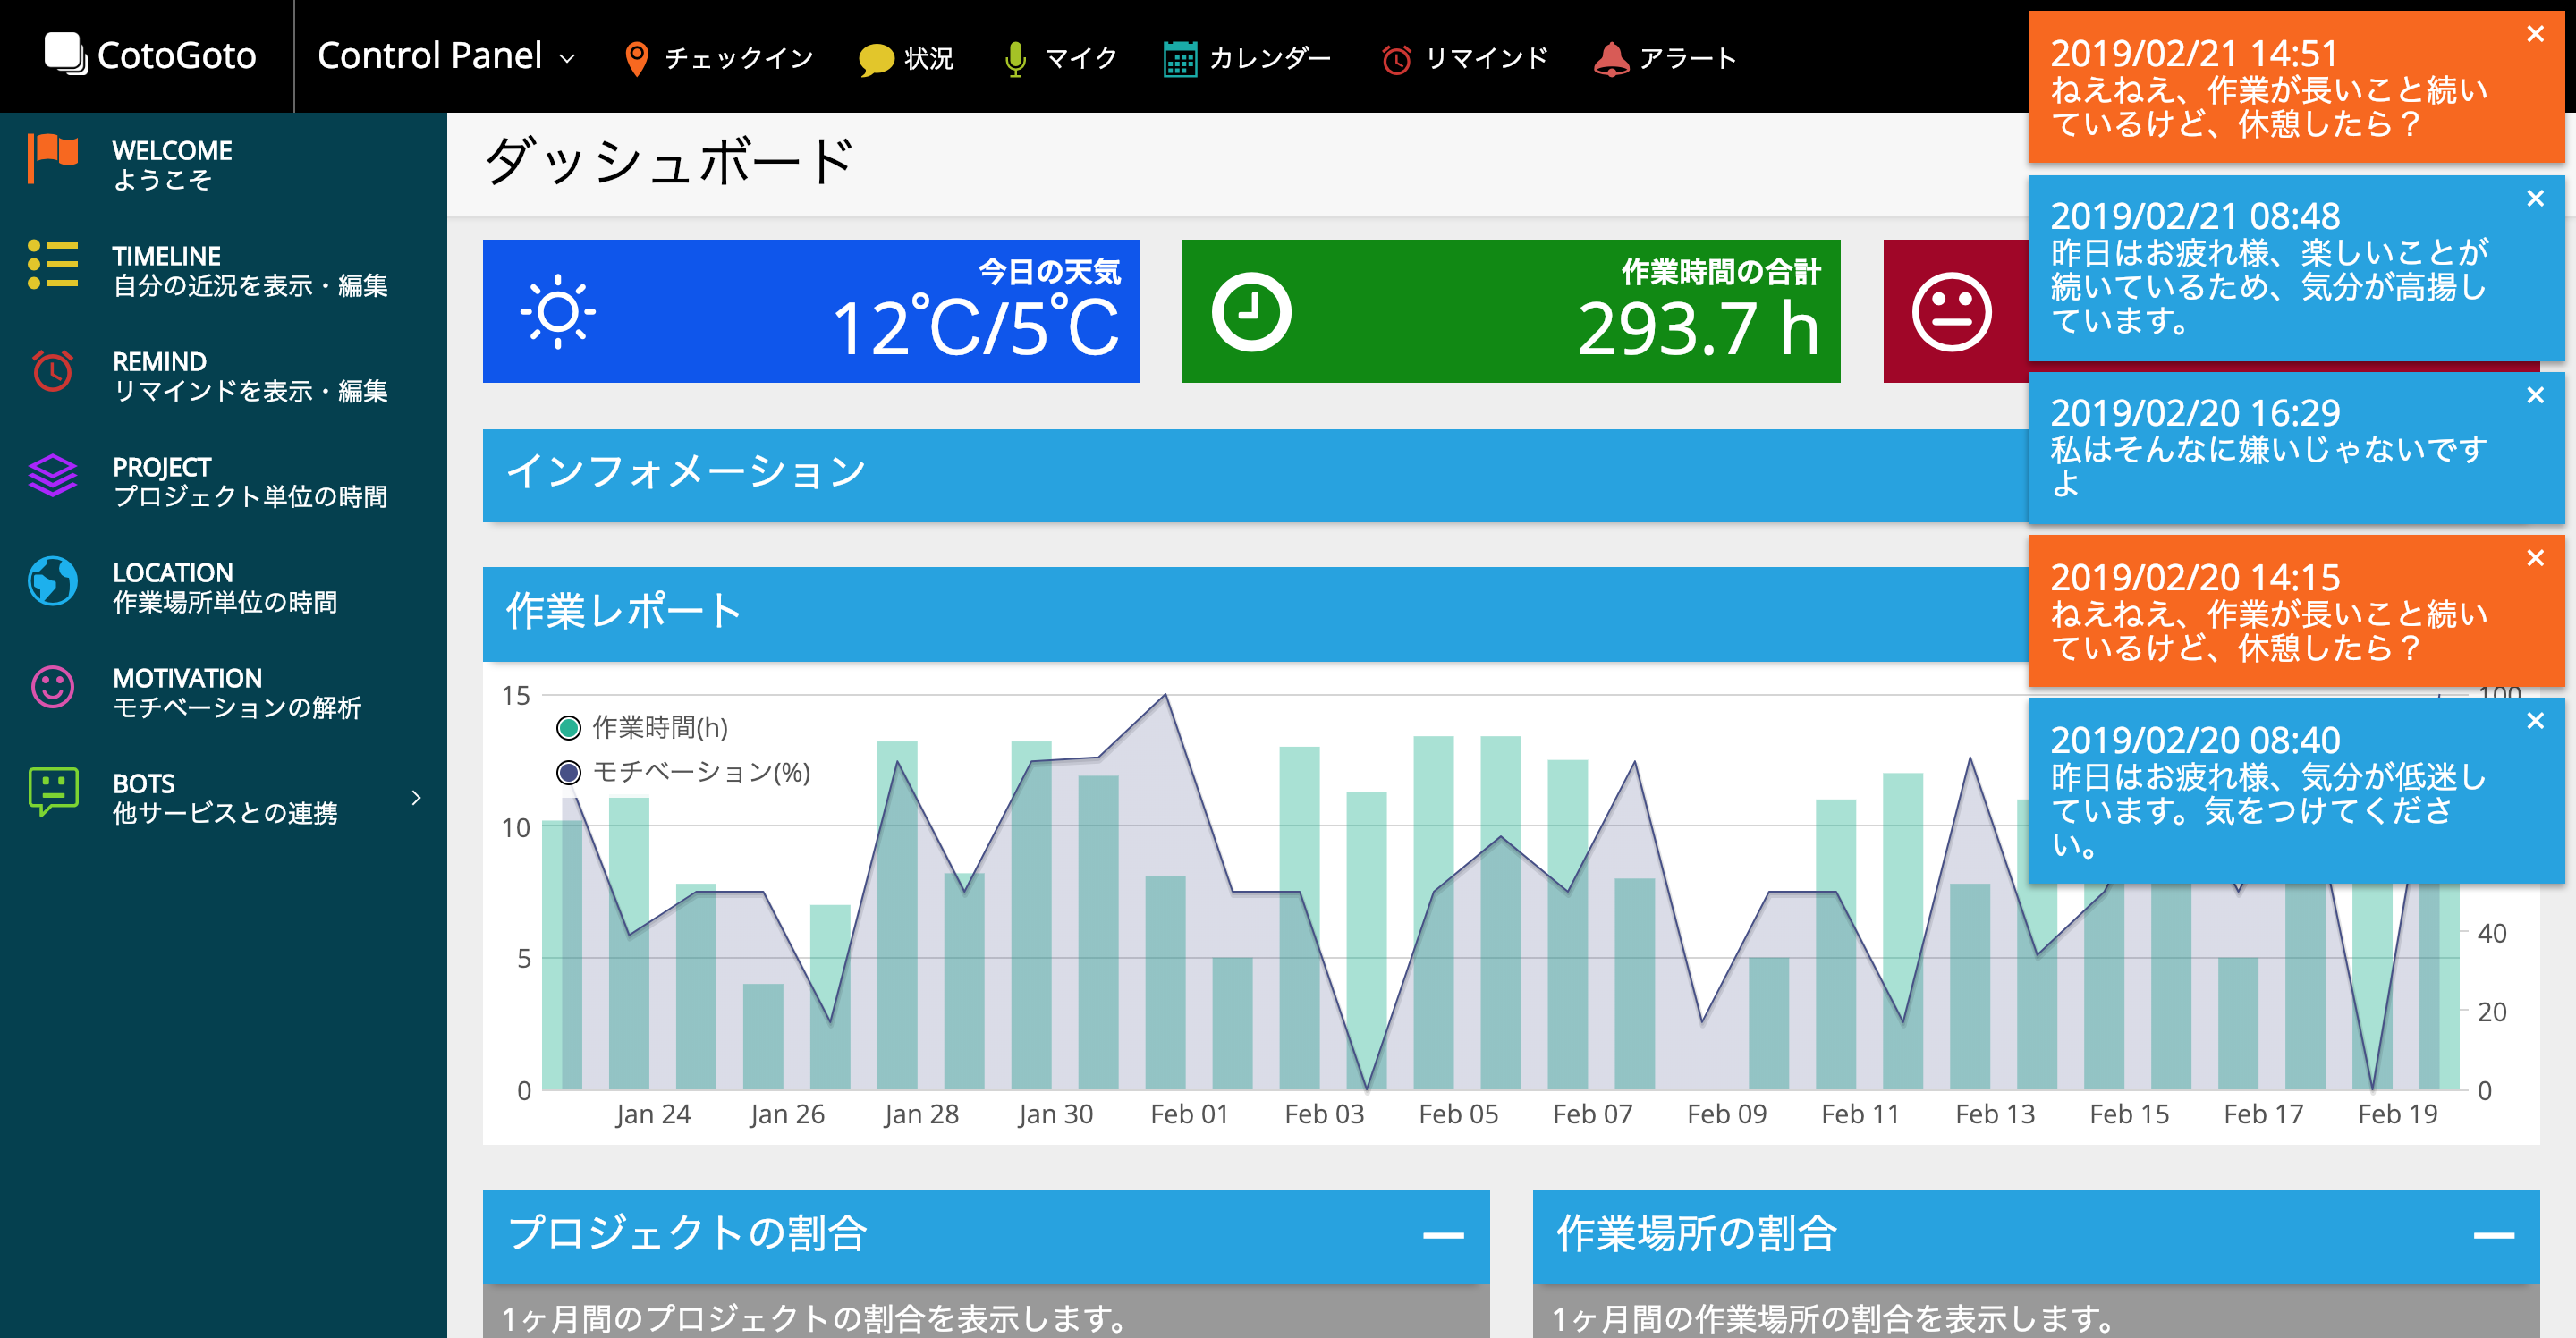 CotoGoto
Control Panel
チェックイン
状況
マイク
カレンダー
リマインド
アラート
WELCOME
ようこそ
TIMELINE
自分の近況を表示・編集
REMIND
リマインドを表示・編集
PROJECT
プロジェクト単位の時間
LOCATION
作業場所単位の時間
MOTIVATION
モチベーションの解析
BOTS
他サービスとの連携
ダッシュボード
今日の天気
12℃/5℃
作業時間の合計
293.7 h
2019/02/21 14:51
ねえねえ、作業が長いこと続い
ているけど、休憩したら？
2019/02/21 08:48
昨日はお疲れ様、楽しいことが
続いているため、気分が高揚し
ています。
2019/02/20 16:29
私はそんなに嫌いじゃないです
よ
2019/02/20 14:15
ねえねえ、作業が長いこと続い
ているけど、休憩したら？
2019/02/20 08:40
昨日はお疲れ様、気分が低迷し
ています。気をつけてくださ
い。
インフォメーション
作業レポート
作業時間(h)
モチベーション(%)
15
10
5
0
100
40
20
0
Jan 24
Jan 26
Jan 28
Jan 30
Feb 01
Feb 03
Feb 05
Feb 07
Feb 09
Feb 11
Feb 13
Feb 15
Feb 17
Feb 19
プロジェクトの割合
1ヶ月間のプロジェクトの割合を表示します。
作業場所の割合
1ヶ月間の作業場所の割合を表示します。